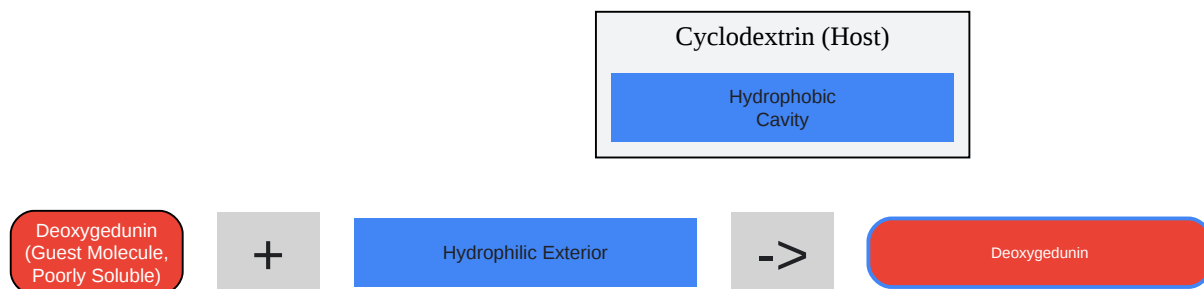 Cyclodextrin (Host)
Hydrophobic
Cavity
Deoxygedunin
(Guest Molecule,
Poorly Soluble)
+
Hydrophilic Exterior
->
Deoxygedunin